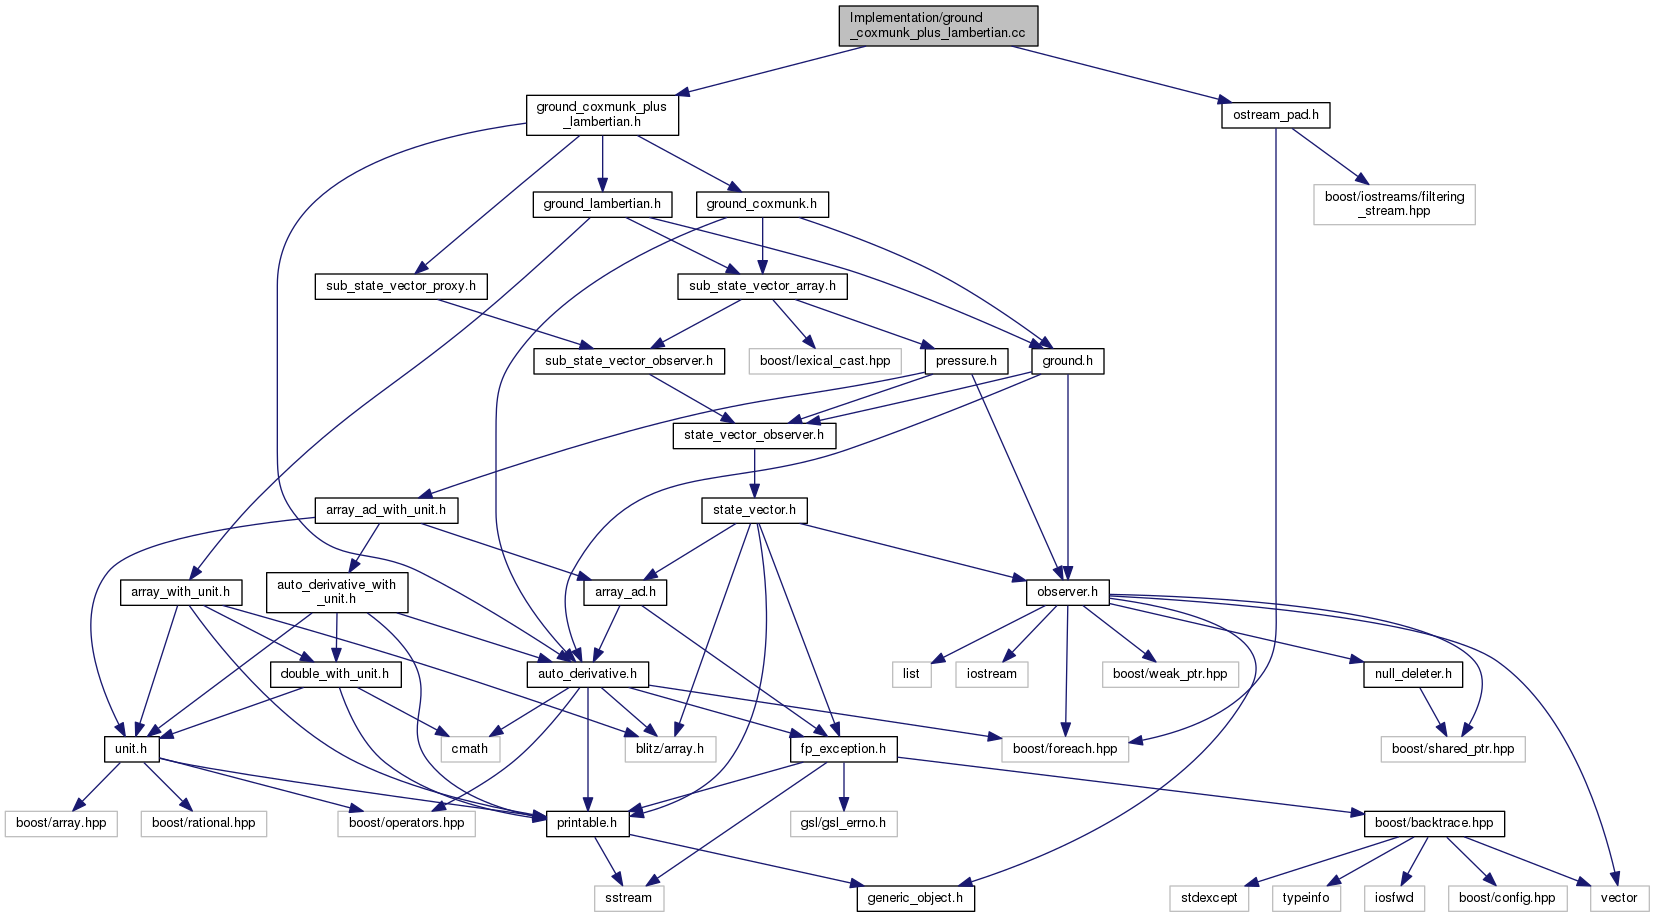 Implementation/ground
_coxmunk_plus_lambertian.cc
ground_coxmunk_plus
_lambertian.h
ostream_pad.h
ground_lambertian.h
ground_coxmunk.h
boost/iostreams/filtering
_stream.hpp
sub_state_vector_proxy.h
sub_state_vector_array.h
sub_state_vector_observer.h
boost/lexical_cast.hpp
pressure.h
ground.h
state_vector_observer.h
array_ad_with_unit.h
state_vector.h
array_with_unit.h
auto_derivative_with
_unit.h
array_ad.h
observer.h
double_with_unit.h
auto_derivative.h
list
iostream
boost/weak_ptr.hpp
null_deleter.h
unit.h
cmath
blitz/array.h
fp_exception.h
boost/foreach.hpp
boost/shared_ptr.hpp
boost/array.hpp
boost/rational.hpp
boost/operators.hpp
printable.h
gsl/gsl_errno.h
boost/backtrace.hpp
sstream
generic_object.h
stdexcept
typeinfo
iosfwd
boost/config.hpp
vector